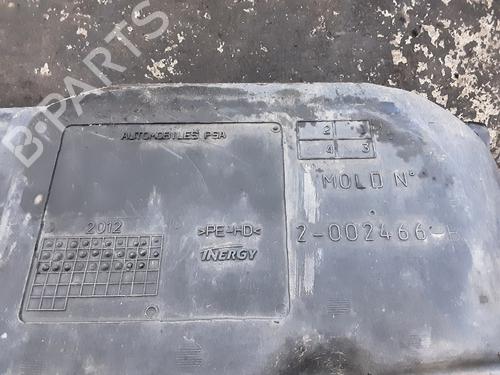 B-PARTS
AUTOMOBILES PSA
2 1
4 3
MOLD N°
2012
>PE-HD<
INERGY
2-002466-